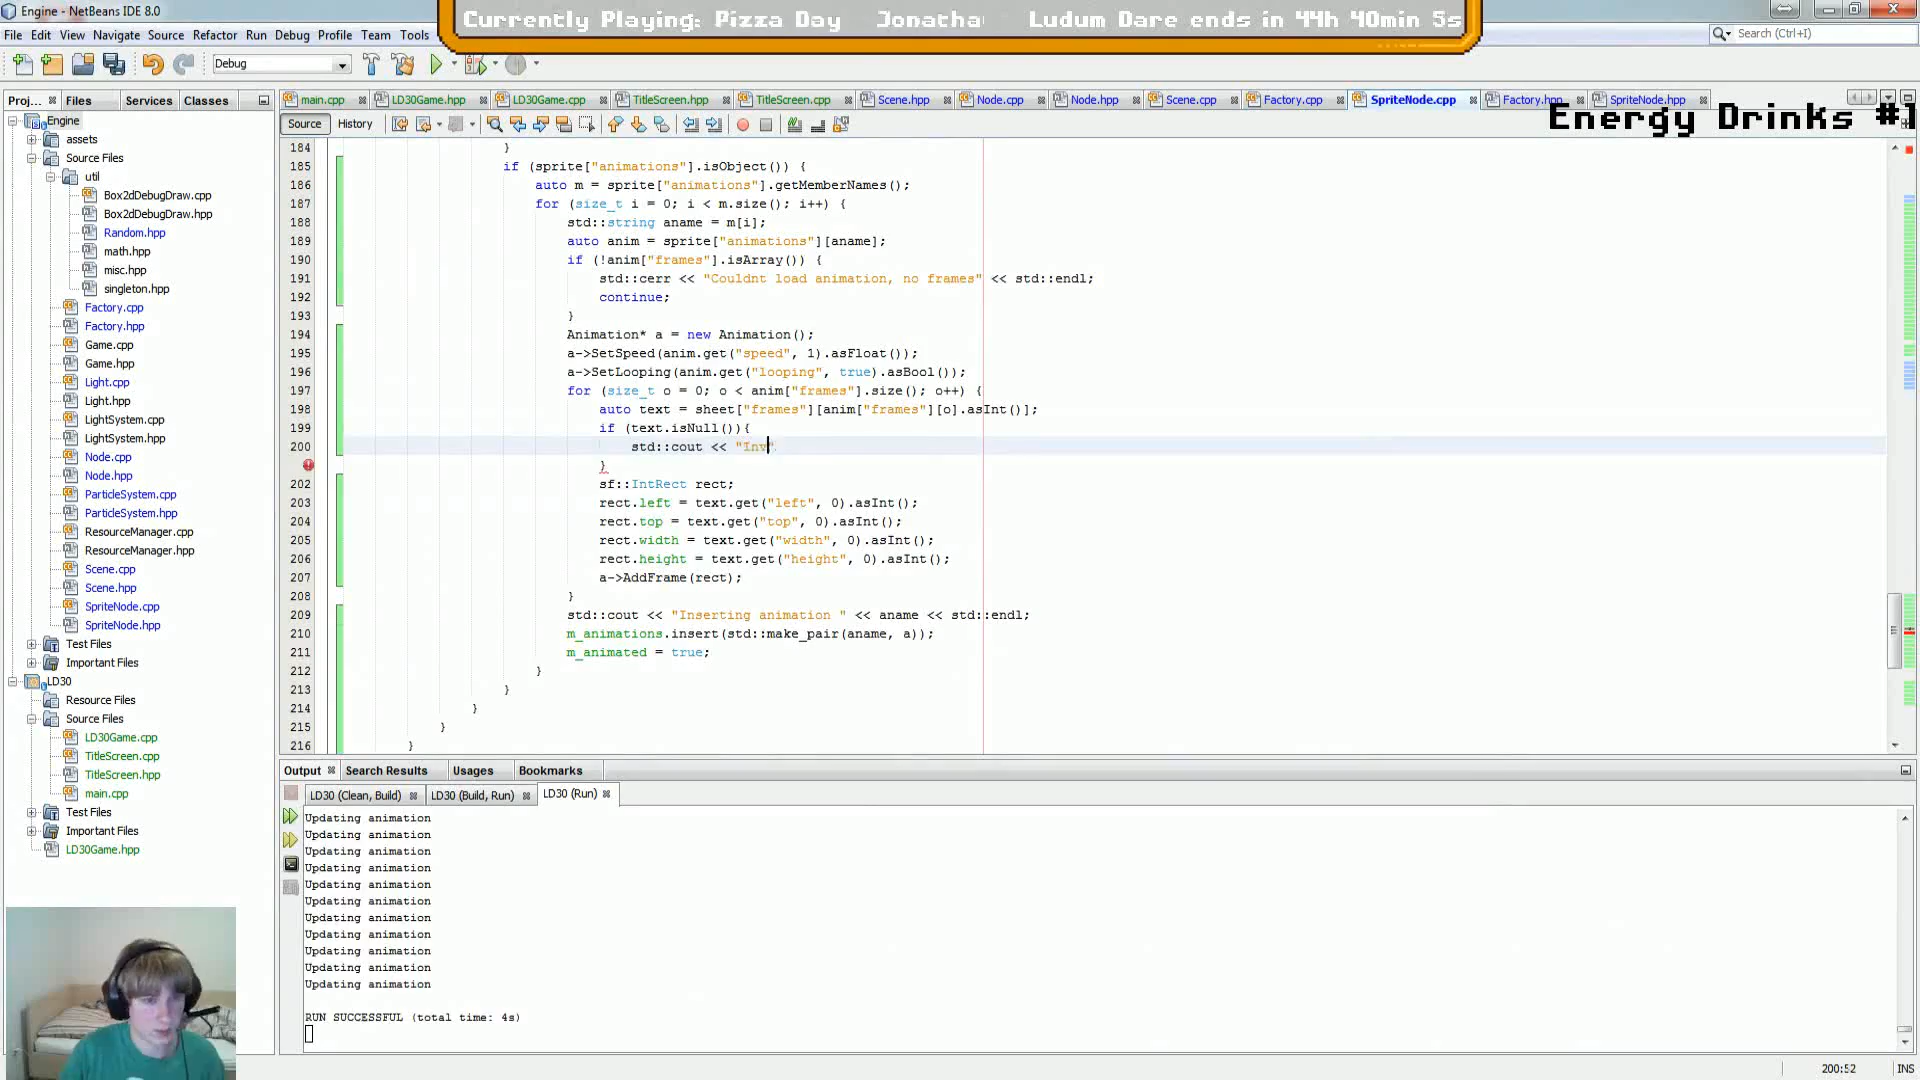 Engine - NetBeans IDE 8.0
Currently Playing: Pizza Day Jonatha Ludum Dare ends in 44h 40min 5s
File Edit View Navigate Source Refactor Run Debug Profile Team Tools
Search (Ctrl+I)
Debug
Proj... Files Services Classes
main.cpp LD30Game.hpp LD30Game.cpp TitleScreen.hpp TitleScreen.cpp Scene.hpp Node.cpp Node.hpp Scene.cpp Factory.cpp SpriteNode.cpp Factory.hpp SpriteNode.hpp
Energy Drinks #1
Source History
Engine
assets
Source Files
util
Box2dDebugDraw.cpp
Box2dDebugDraw.hpp
Random.hpp
math.hpp
misc.hpp
singleton.hpp
Factory.cpp
Factory.hpp
Game.cpp
Game.hpp
Light.cpp
Light.hpp
LightSystem.cpp
LightSystem.hpp
Node.cpp
Node.hpp
ParticleSystem.cpp
ParticleSystem.hpp
ResourceManager.cpp
ResourceManager.hpp
Scene.cpp
Scene.hpp
SpriteNode.cpp
SpriteNode.hpp
Test Files
Important Files
LD30
Resource Files
Source Files
LD30Game.cpp
TitleScreen.cpp
TitleScreen.hpp
main.cpp
Test Files
Important Files
LD30Game.hpp
184 }
185 if (sprite["animations"].isObject()) {
186 auto m = sprite["animations"].getMemberNames();
187 for (size_t i = 0; i < m.size(); i++) {
188 std::string aname = m[i];
189 auto anim = sprite["animations"][aname];
190 if (!anim["frames"].isArray()) {
191 std::cerr << "Couldnt load animation, no frames" << std::endl;
192 continue;
193 }
194 Animation* a = new Animation();
195 a->SetSpeed(anim.get("speed", 1).asFloat());
196 a->SetLooping(anim.get("looping", true).asBool());
197 for (size_t o = 0; o < anim["frames"].size(); o++) {
198 auto text = sheet["frames"][anim["frames"][o].asInt()];
199 if (text.isNull()){
200 std::cout << "Inv"
}
202 sf::IntRect rect;
203 rect.left = text.get("left", 0).asInt();
204 rect.top = text.get("top", 0).asInt();
205 rect.width = text.get("width", 0).asInt();
206 rect.height = text.get("height", 0).asInt();
207 a->AddFrame(rect);
208 }
209 std::cout << "Inserting animation " << aname << std::endl;
210 m_animations.insert(std::make_pair(aname, a));
211 m_animated = true;
212 }
213 }
214 }
215 }
216 }
Output Search Results Usages Bookmarks
LD30 (Clean, Build) LD30 (Build, Run) LD30 (Run)
Updating animation
Updating animation
Updating animation
Updating animation
Updating animation
Updating animation
Updating animation
Updating animation
Updating animation
Updating animation
Updating animation
RUN SUCCESSFUL (total time: 4s)
200:52 INS